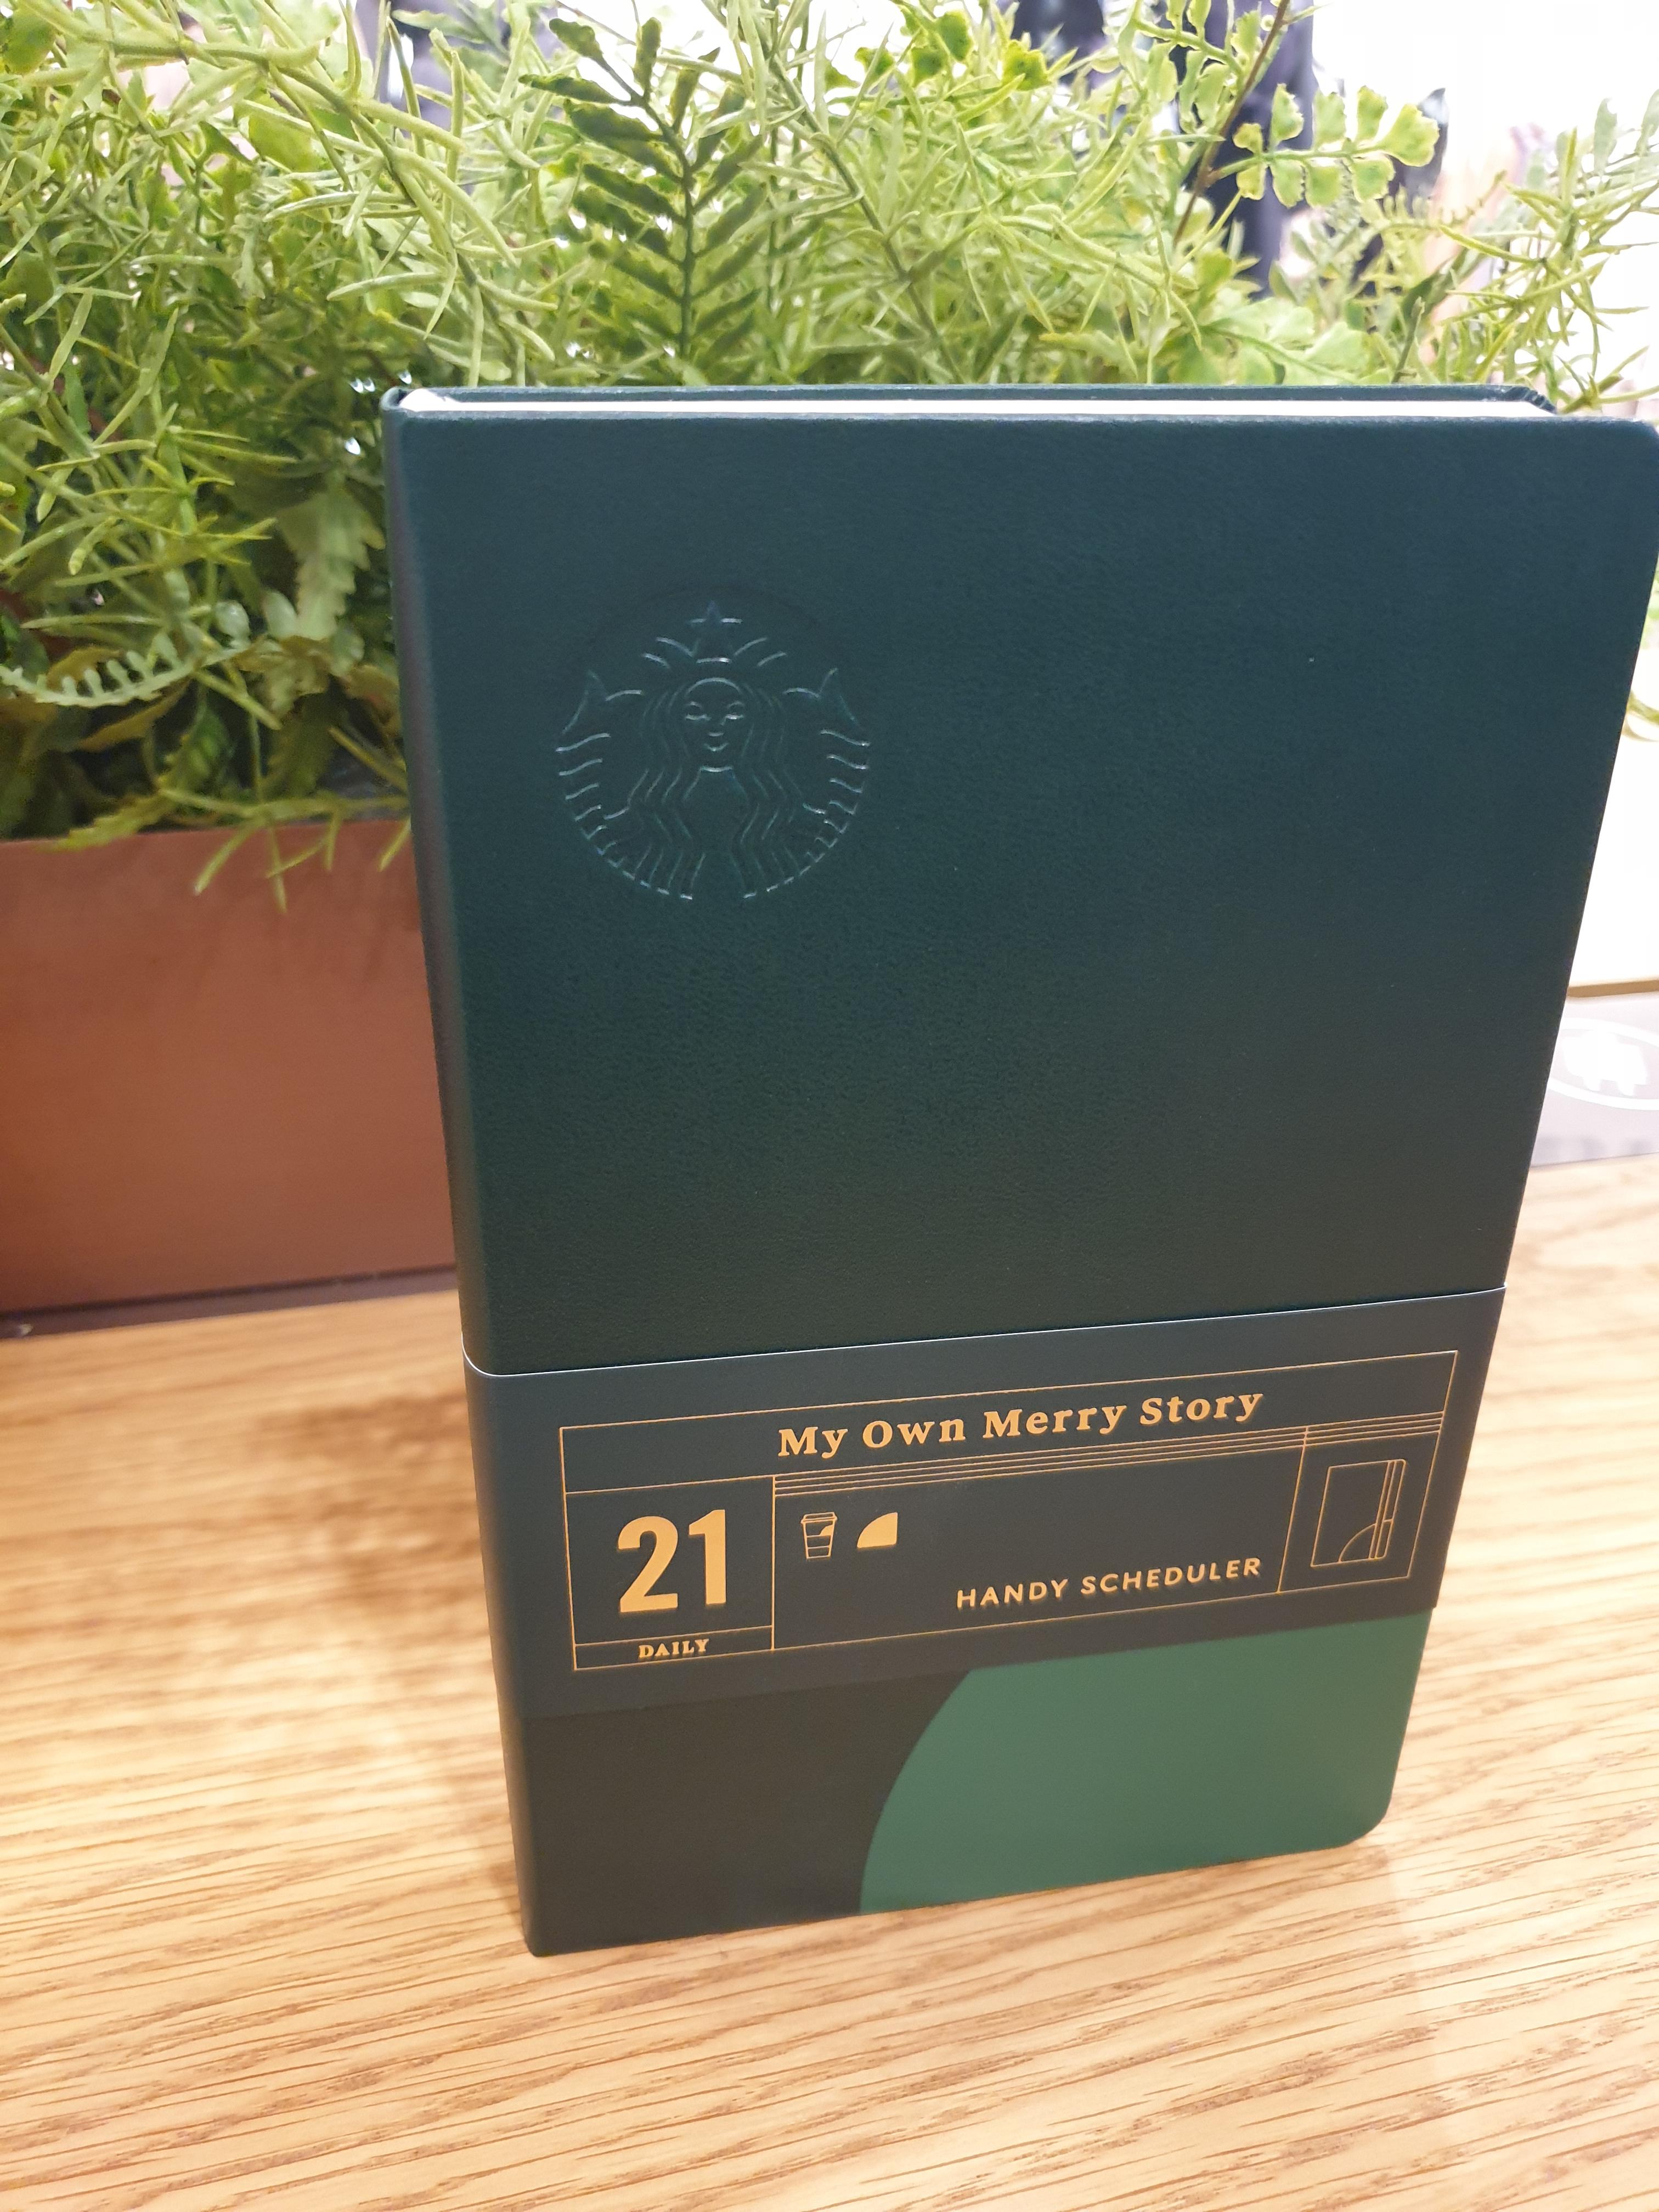 My Own Merry Story
21
HANDY SCHEDULER
DAILY